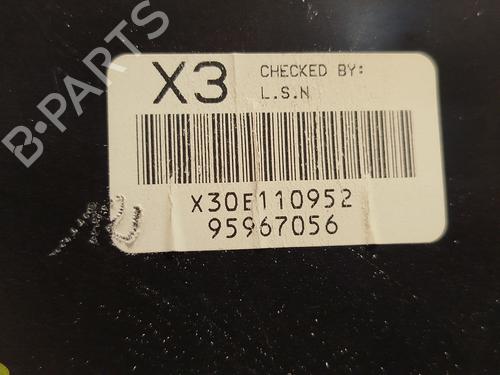 X3
CHECKED BY:
L.S.N
X30E110952
95967056
B-PARTS